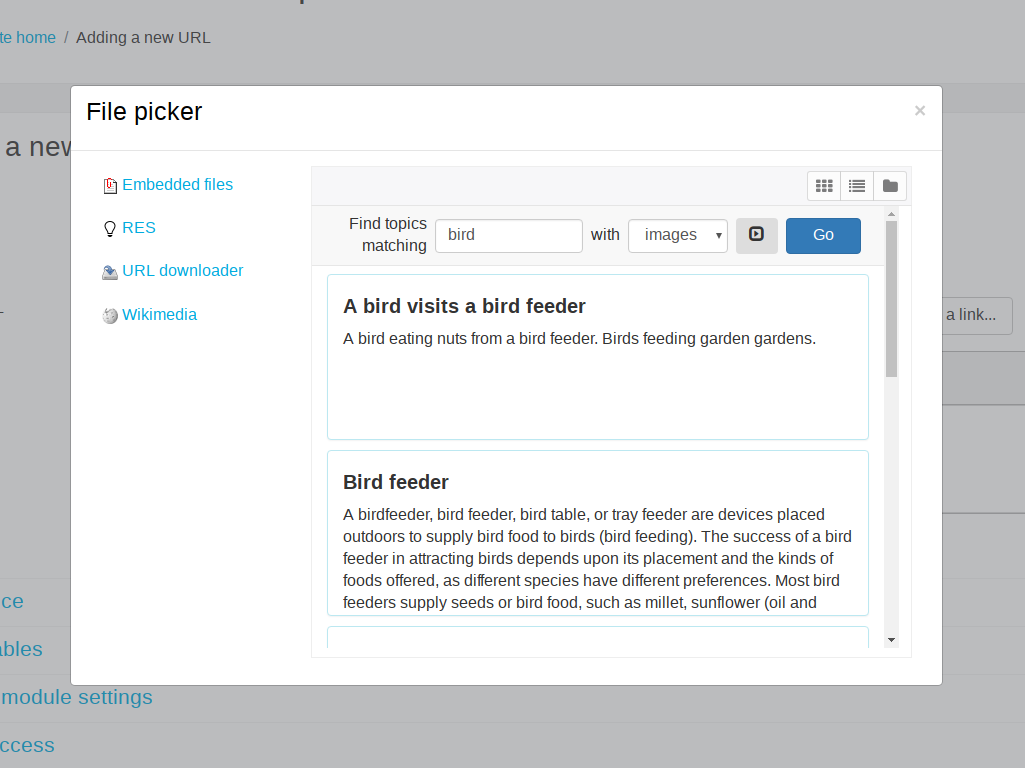 te home / Adding a new URL
File picker
×
a new
Embedded files
RES
URL downloader
Wikimedia
Find topics
matching
bird
with
images
Go
A bird visits a bird feeder
A bird eating nuts from a bird feeder. Birds feeding garden gardens.
a link...
Bird feeder
A birdfeeder, bird feeder, bird table, or tray feeder are devices placed
outdoors to supply bird food to birds (bird feeding). The success of a bird
feeder in attracting birds depends upon its placement and the kinds of
foods offered, as different species have different preferences. Most bird
feeders supply seeds or bird food, such as millet, sunflower (oil and
ce
ables
module settings
ccess